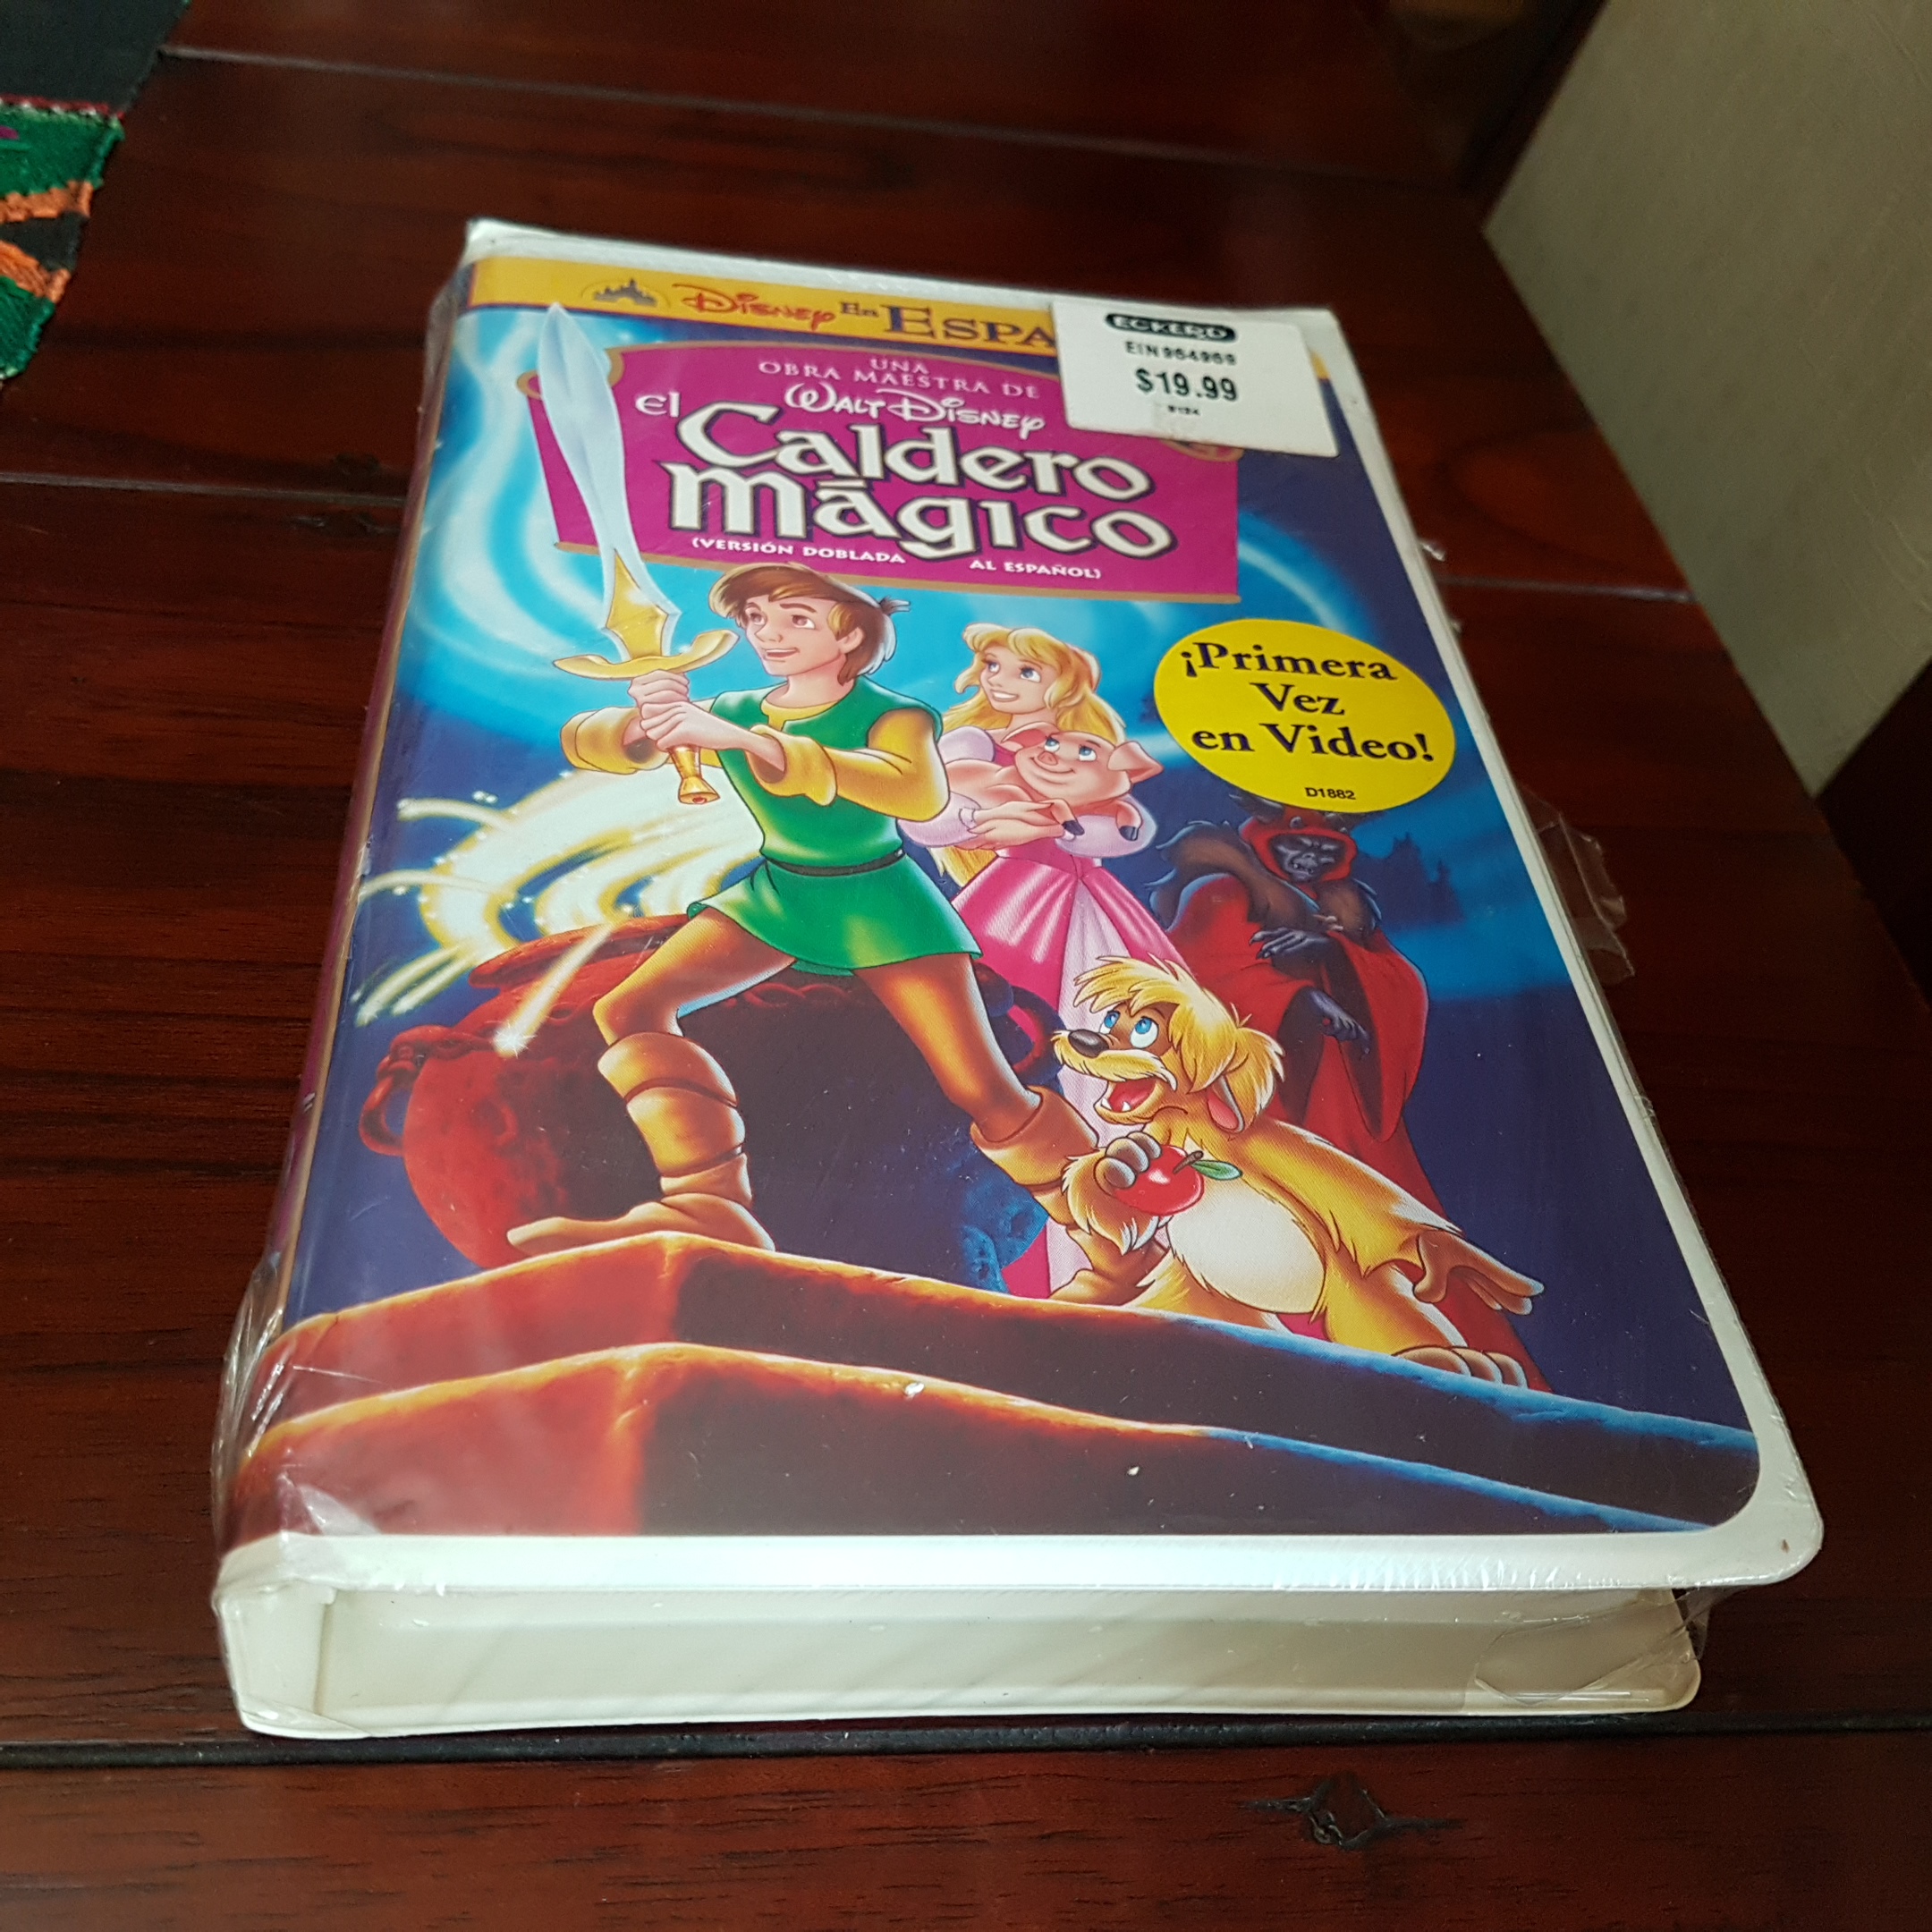 Disney En ESPA
ECKERD
EIN964969
$19.99
UNA
OBRA MAESTRA DE
WALT DISNEY
El Caldero
Mágico
(VERSIÓN DOBLADA AL ESPAÑOL)
¡Primera
Vez
en Video!
D1882